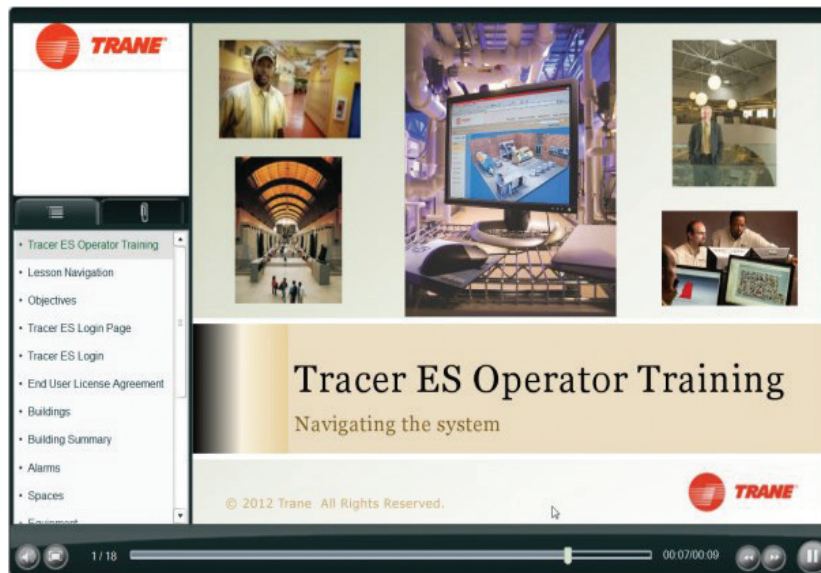 TRANE
Tracer ES Operator Training
Lesson Navigation
Objectives
Tracer ES Login Page
Tracer ES Login
End User License Agreement
Buildings
Building Summary
Alarms
Spaces
Equipment
Tracer ES Operator Training
Navigating the system
© 2012 Trane All Rights Reserved.
TRANE
1 / 18
00:07/00:09